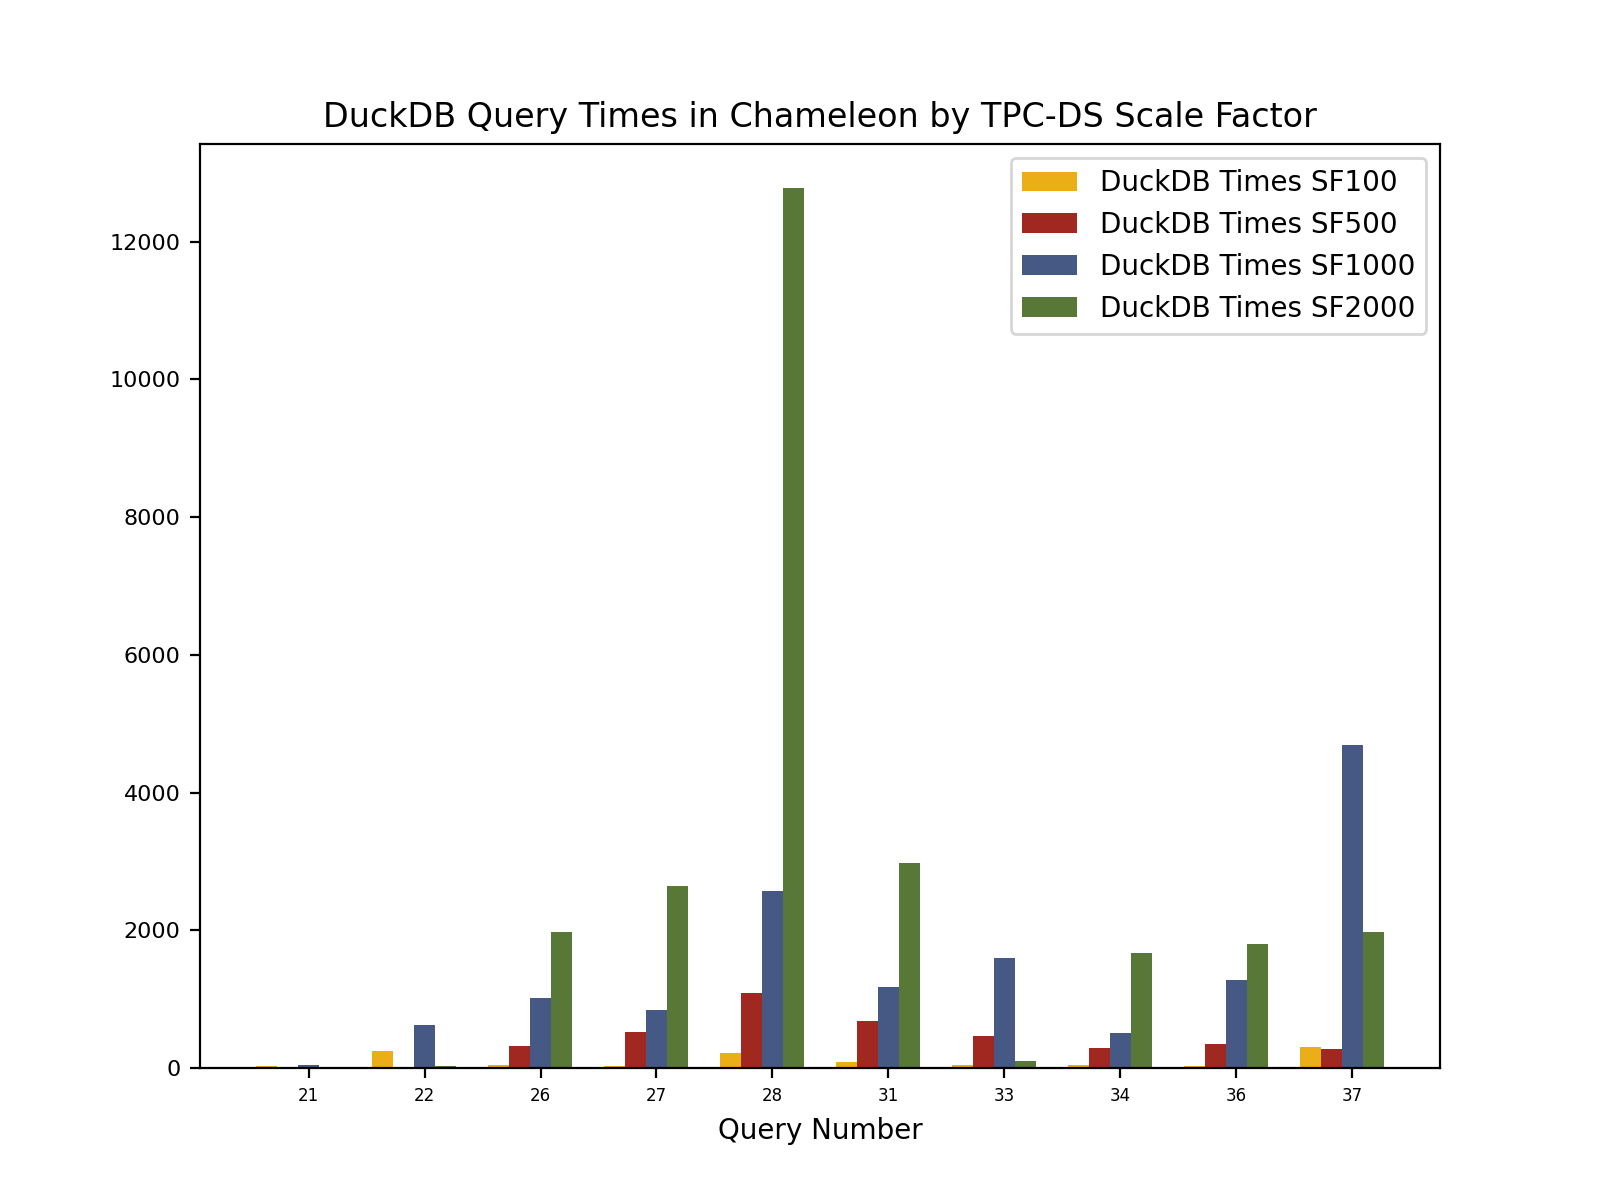 DuckDB Query Times in Chameleon by TPC-DS Scale Factor
DuckDB Times SF100
DuckDB Times SF500
DuckDB Times SF1000
DuckDB Times SF2000
12000
10000
8000
6000
4000
2000
0
21 22 26 27 28 31 33 34 36 37
Query Number